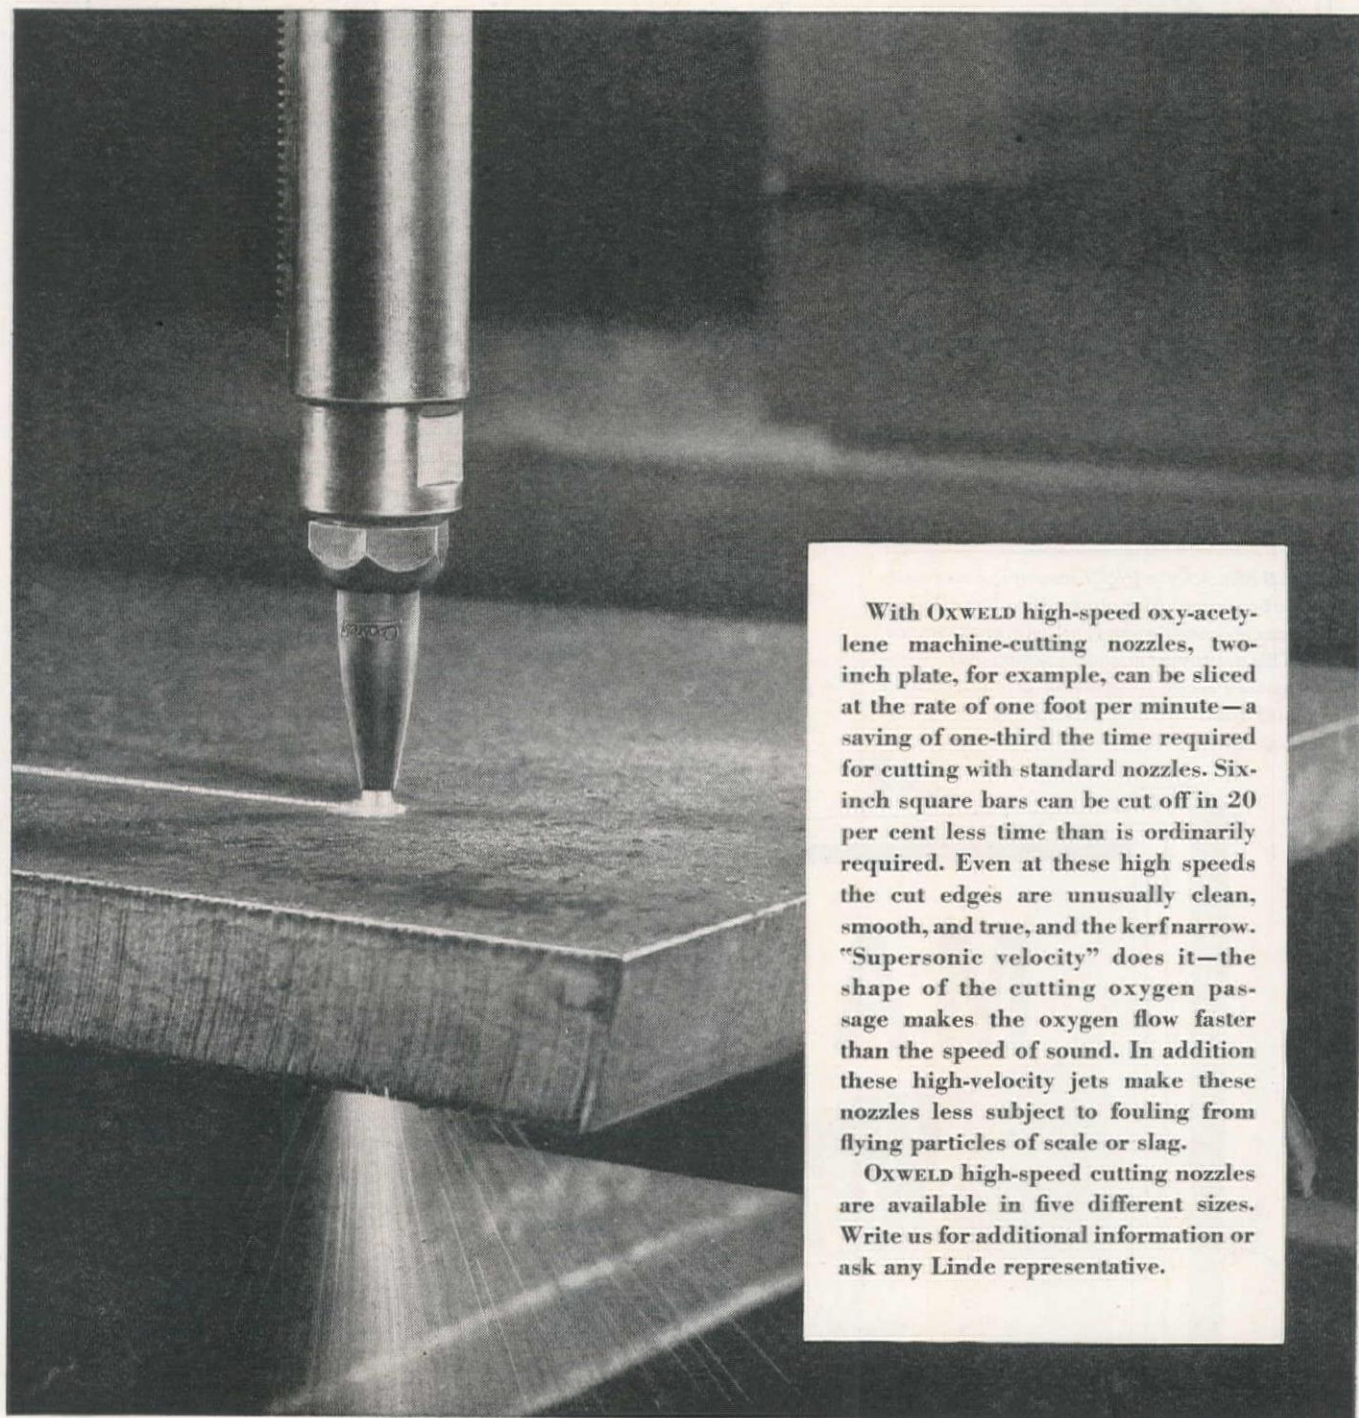 With OXWELD high-speed oxy-acety-
lene machine-cutting nozzles, two-
inch plate, for example, can be sliced
at the rate of one foot per minute—a
saving of one-third the time required
for cutting with standard nozzles. Six-
inch square bars can be cut off in 20
per cent less time than is ordinarily
required. Even at these high speeds
the cut edges are unusually clean,
smooth, and true, and the kerf narrow.
"Supersonic velocity" does it—the
shape of the cutting oxygen pas-
sage makes the oxygen flow faster
than the speed of sound. In addition
these high-velocity jets make these
nozzles less subject to fouling from
flying particles of scale or slag.
OXWELD high-speed cutting nozzles
are available in five different sizes.
Write us for additional information or
ask any Linde representative.